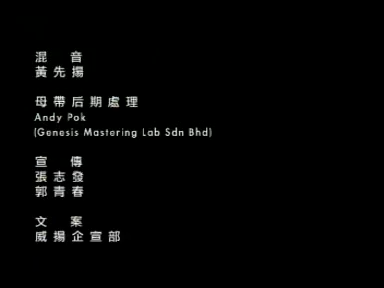 混 音
黃先揚
母帶后期處理
Andy Pok
(Genesis Mastering Lab Sdn Bhd)
宣 傳
張志發
郭青春
文 案
威揚企宣部